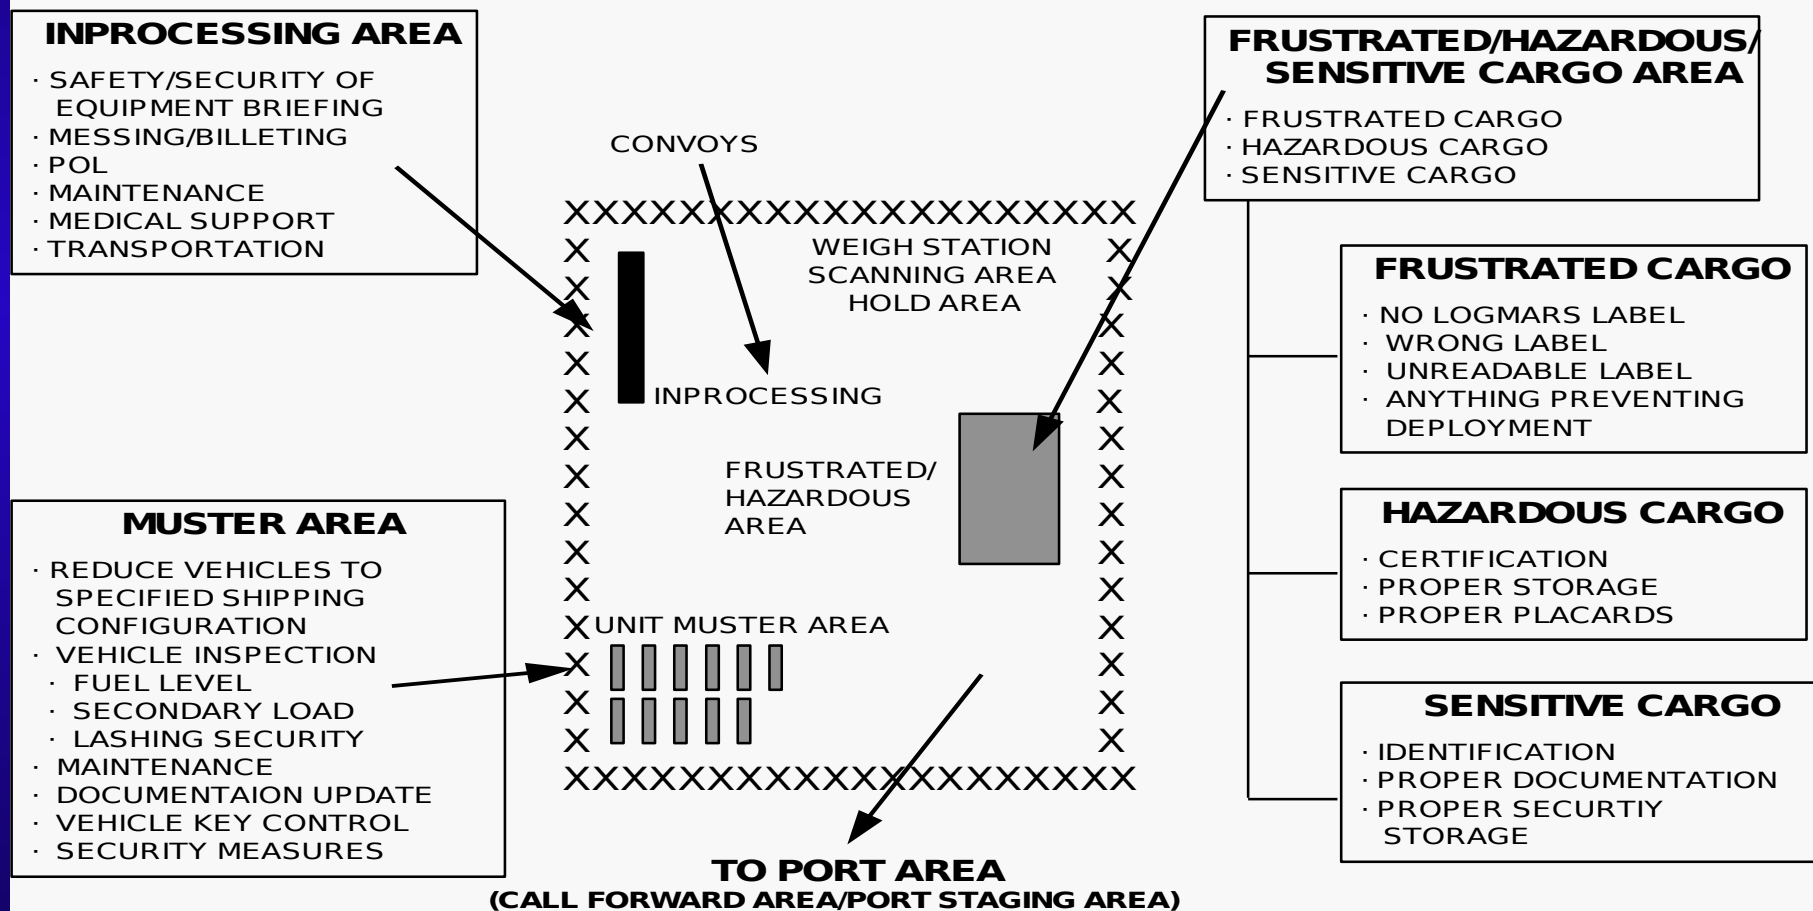 INPROCESSING AREA
· SAFETY/SECURITY OF
EQUIPMENT BRIEFING
· MESSING/BILLETING
· POL
· MAINTENANCE
· MEDICAL SUPPORT
· TRANSPORTATION
MUSTER AREA
· REDUCE VEHICLES TO
SPECIFIED SHIPPING
CONFIGURATION
· VEHICLE INSPECTION
· FUEL LEVEL
· SECONDARY LOAD
· LASHING SECURITY
· MAINTENANCE
· DOCUMENTAION UPDATE
· VEHICLE KEY CONTROL
· SECURITY MEASURES
CONVOYS
WEIGH STATION
SCANNING AREA
HOLD AREA
INPROCESSING
FRUSTRATED/
HAZARDOUS
AREA
UNIT MUSTER AREA
TO PORT AREA
(CALL FORWARD AREA/PORT STAGING AREA)
FRUSTRATED/HAZARDOUS/
SENSITIVE CARGO AREA
· FRUSTRATED CARGO
· HAZARDOUS CARGO
· SENSITIVE CARGO
FRUSTRATED CARGO
· NO LOGMARS LABEL
· WRONG LABEL
· UNREADABLE LABEL
· ANYTHING PREVENTING
DEPLOYMENT
HAZARDOUS CARGO
· CERTIFICATION
· PROPER STORAGE
· PROPER PLACARDS
SENSITIVE CARGO
· IDENTIFICATION
· PROPER DOCUMENTATION
· PROPER SECURTIY
STORAGE